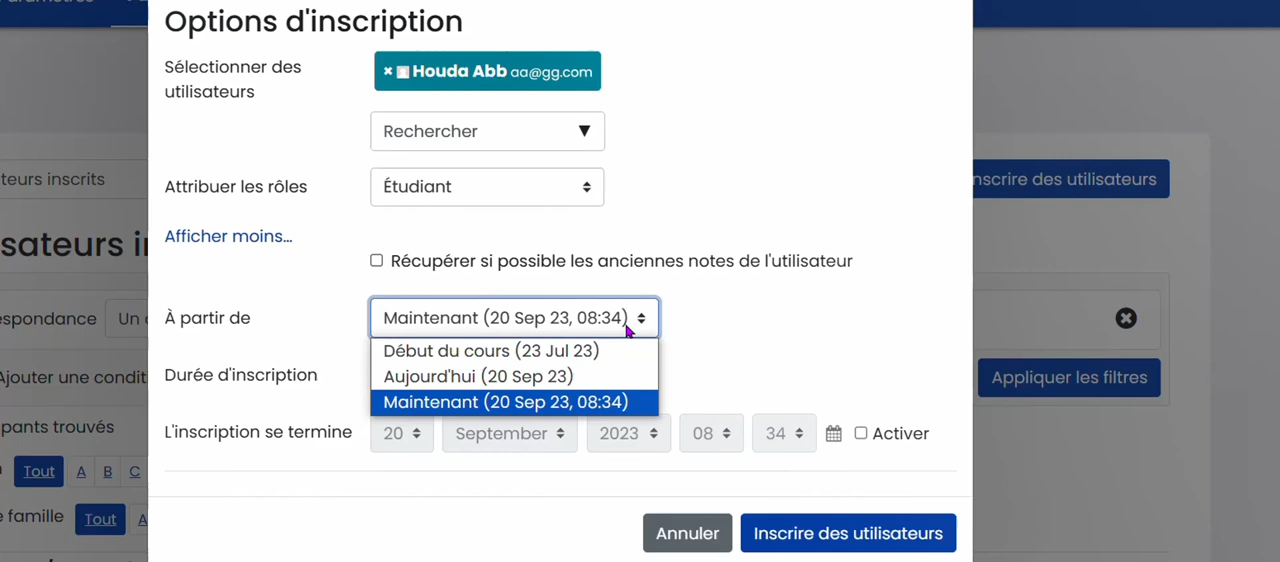 Options d'inscription
Sélectionner des
utilisateurs
× Houda Abb aa@gg.com
Rechercher ▼
teurs inscrits
Attribuer les rôles
Étudiant
nscrire des utilisateurs
Afficher moins...
sateurs i
Récupérer si possible les anciennes notes de l'utilisateur
spondance
Un
À partir de
Maintenant (20 Sep 23, 08:34)
Début du cours (23 Jul 23)
Aujourd'hui (20 Sep 23)
Maintenant (20 Sep 23, 08:34)
Ajouter une condit
Durée d'inscription
Appliquer les filtres
pants trouvés
L'inscription se termine
20 September 2023 08 34 Activer
Tout A B C
e famille Tout A
Annuler
Inscrire des utilisateurs